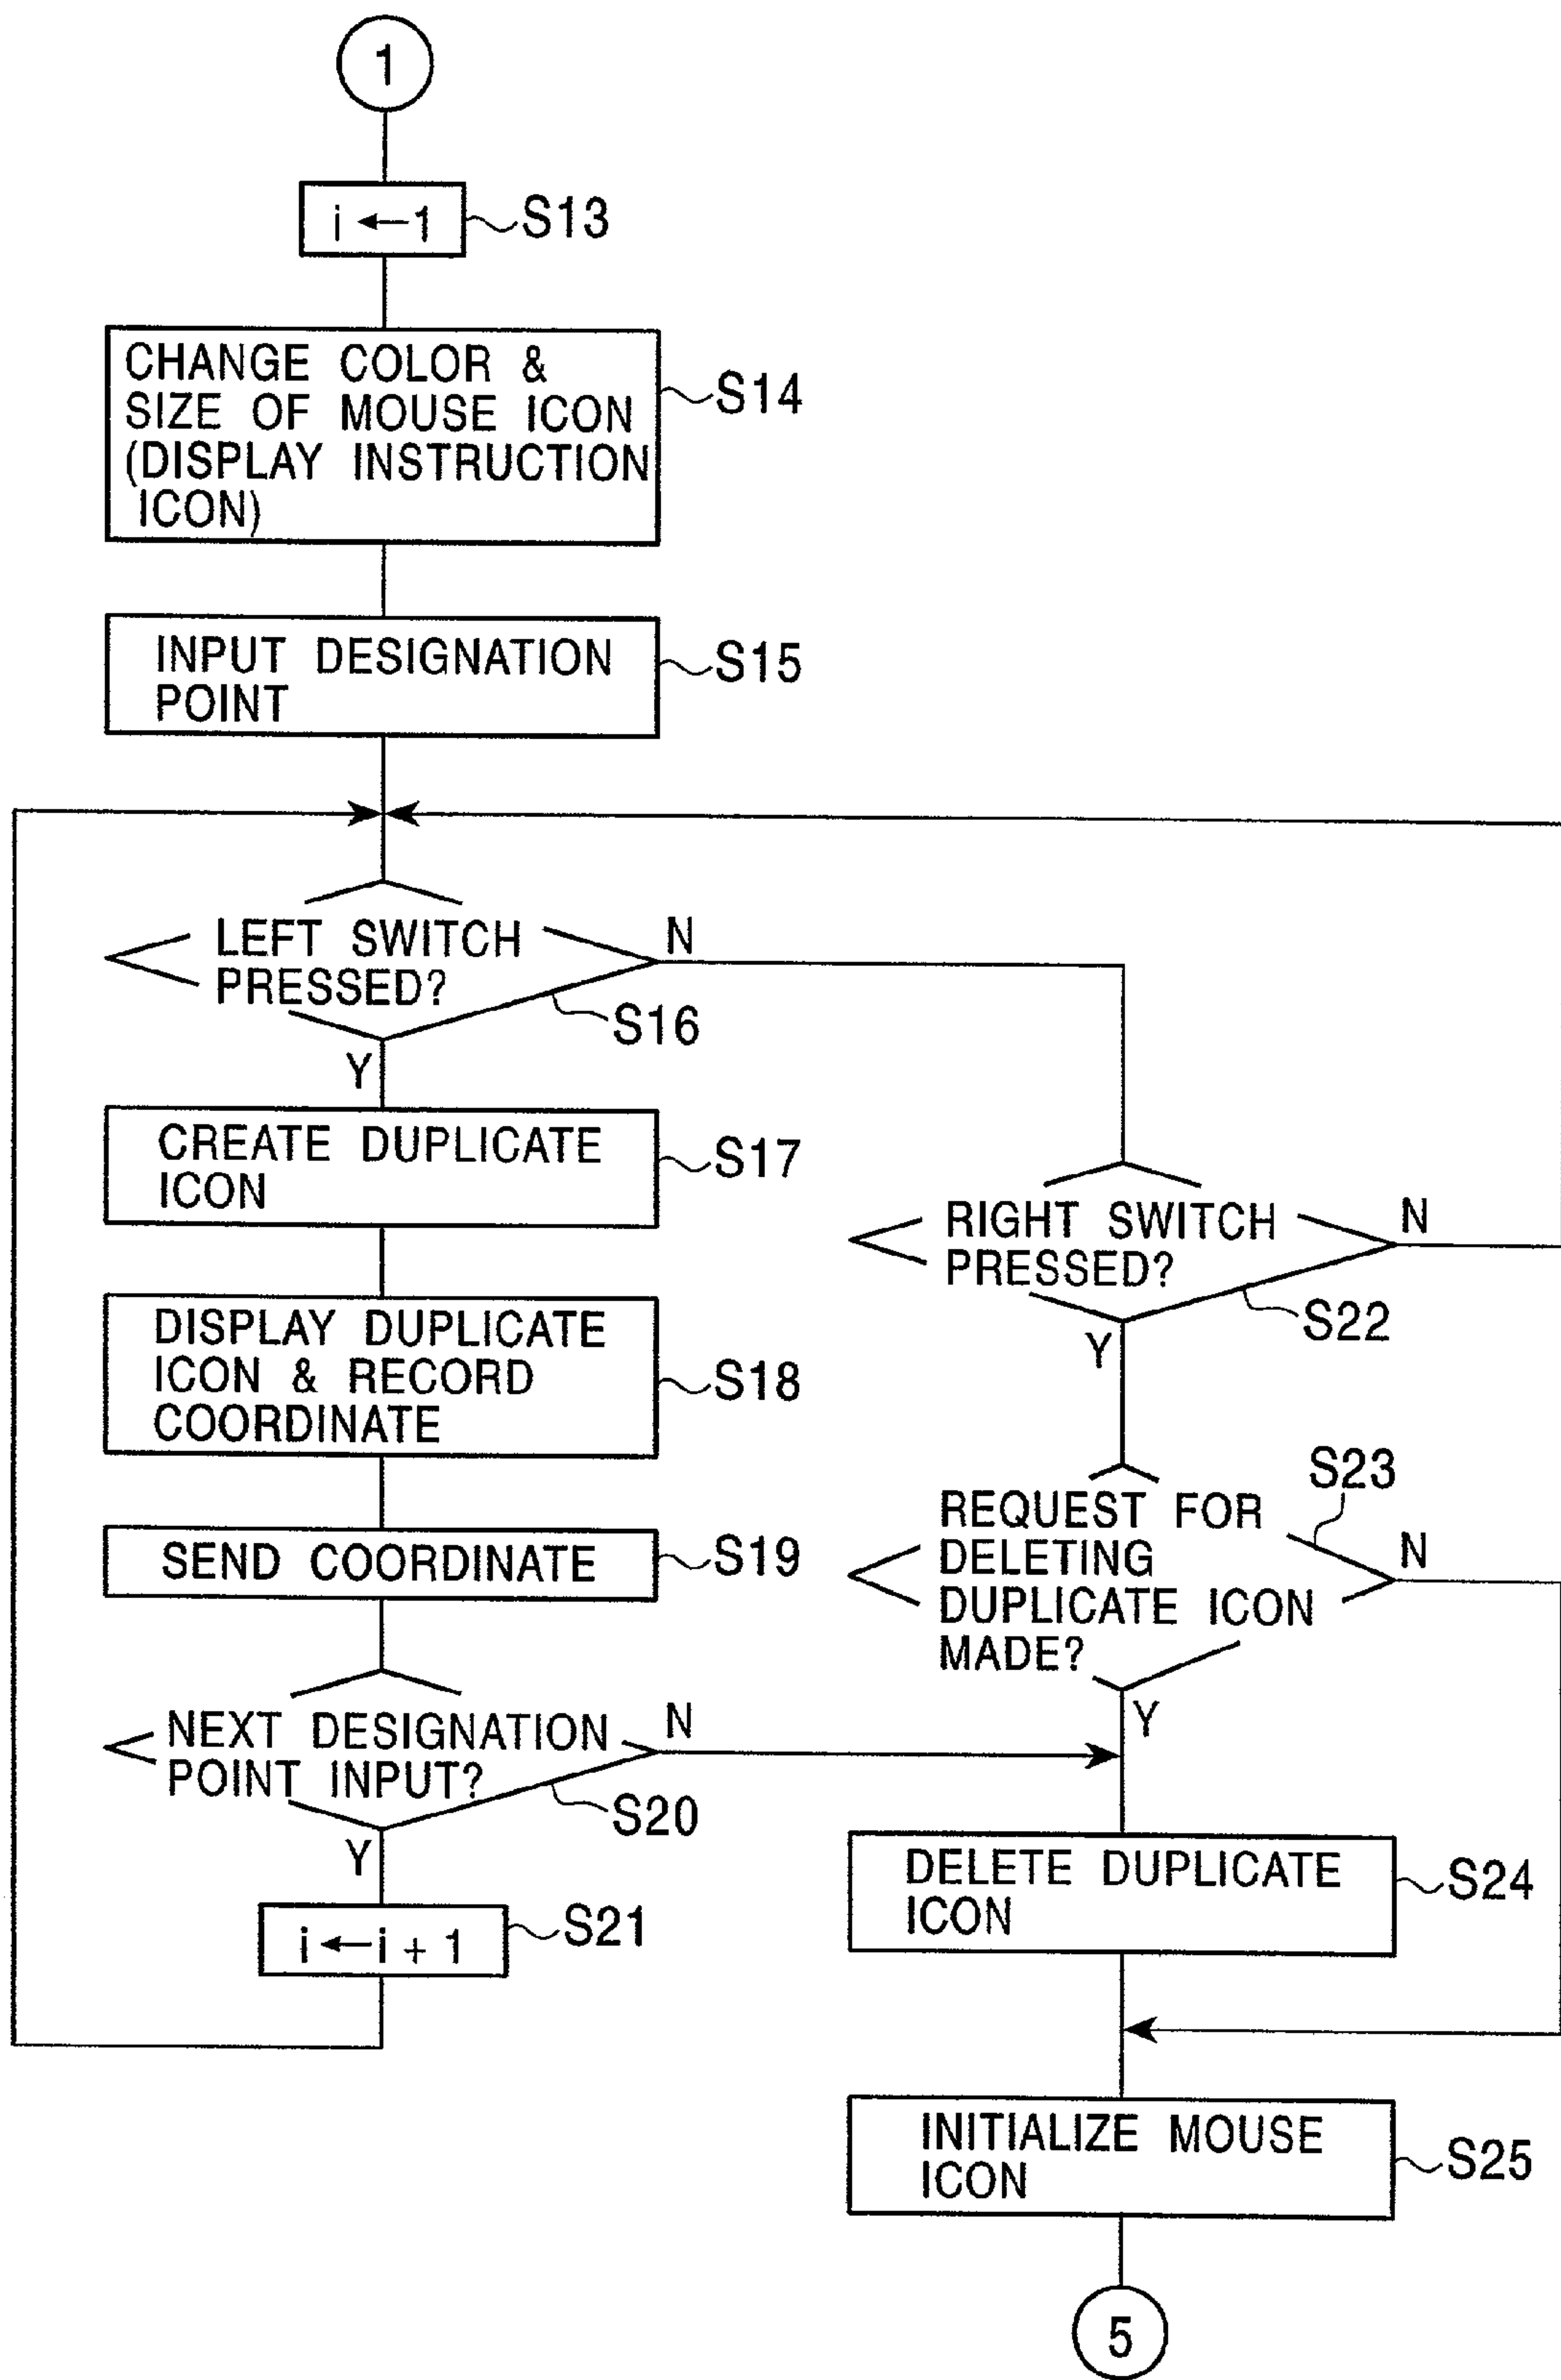 1
i ← 1
S13
CHANGE COLOR &
SIZE OF MOUSE ICON
(DISPLAY INSTRUCTION
ICON)
S14
INPUT DESIGNATION
POINT
S15
LEFT SWITCH
PRESSED?
N
S16
Y
CREATE DUPLICATE
ICON
S17
DISPLAY DUPLICATE
ICON & RECORD
COORDINATE
S18
SEND COORDINATE
S19
NEXT DESIGNATION
POINT INPUT?
N
S20
Y
i ← i + 1
S21
RIGHT SWITCH
PRESSED?
N
S22
Y
REQUEST FOR
DELETING
DUPLICATE ICON
MADE?
S23
N
Y
DELETE DUPLICATE
ICON
S24
INITIALIZE MOUSE
ICON
S25
5